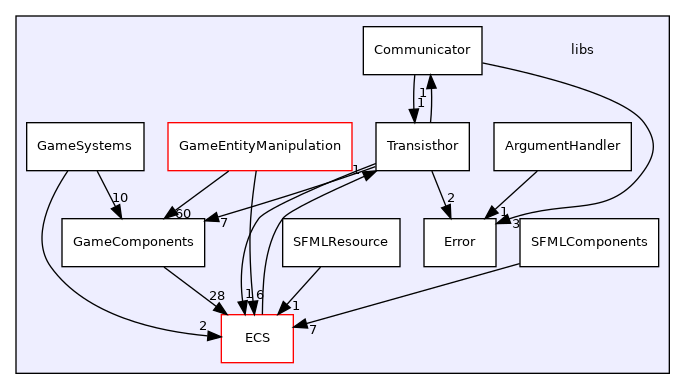 Communicator
libs
1
1
GameSystems
GameEntityManipulation
Transisthor
ArgumentHandler
1
10
2
60
7
1
3
GameComponents
SFMLResource
Error
SFMLComponents
28
1
6
1
2
7
ECS